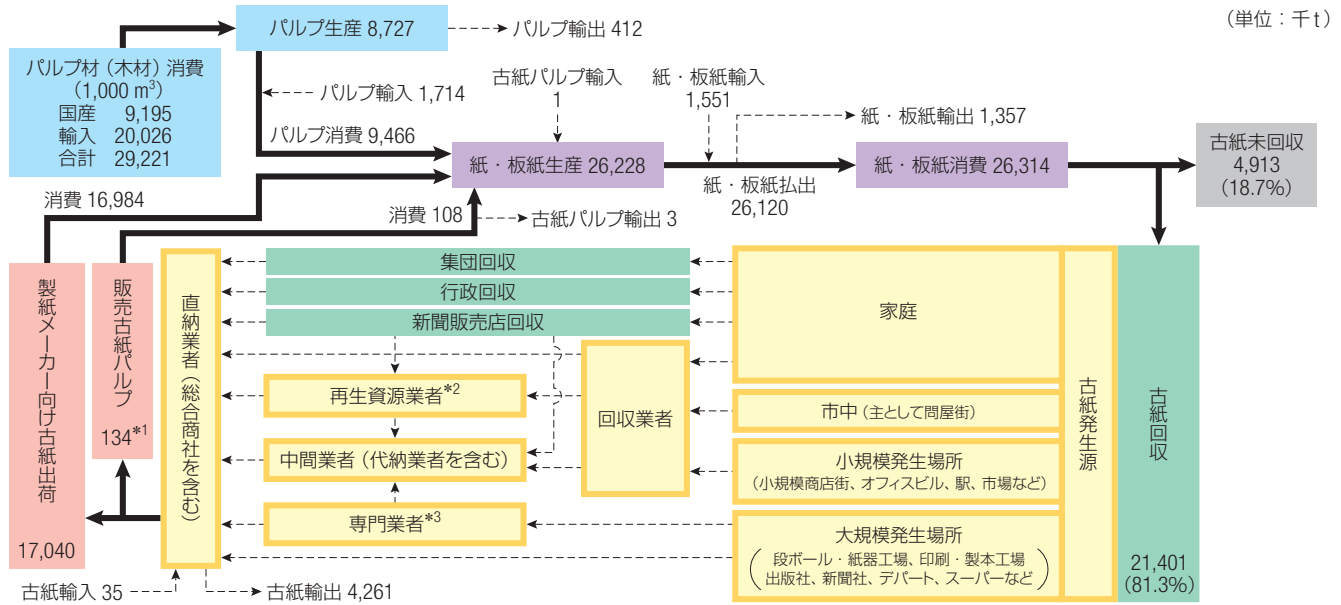 (単位：千t)
パルプ生産 8,727
パルプ輸出 412
パルプ材(木材)消費
(1,000 m³)
国産 9,195
輸入 20,026
合計 29,221
パルプ輸入 1,714
パルプ消費 9,466
古紙パルプ輸入
1
紙・板紙輸入
1,551
紙・板紙輸出 1,357
紙・板紙生産 26,228
紙・板紙払出
26,120
紙・板紙消費 26,314
古紙未回収
4,913
(18.7%)
消費 16,984
消費 108
古紙パルプ輸出 3
製紙メーカー向け古紙出荷
17,040
販売古紙パルプ
134*1
直納業者(総合商社を含む)
集団回収
行政回収
新聞販売店回収
再生資源業者*2
中間業者(代納業者を含む)
専門業者*3
回収業者
家庭
市中(主として問屋街)
小規模発生場所
(小規模商店街、オフィスビル、駅、市場など)
大規模発生場所
(段ボール・紙器工場、印刷・製本工場
出版社、新聞社、デパート、スーパーなど)
古紙発生源
古紙回収
21,401
(81.3%)
古紙輸入 35
古紙輸出 4,261